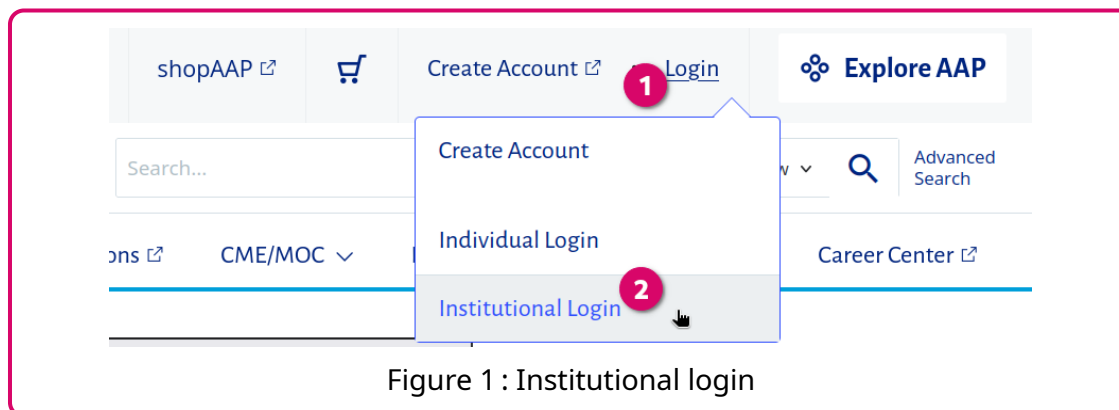 shopAAP Create Account Login Explore AAP
1
Create Account
Search...
Advanced
Search
Individual Login
CME/MOC
Career Center
2
Institutional Login
Figure 1 : Institutional login